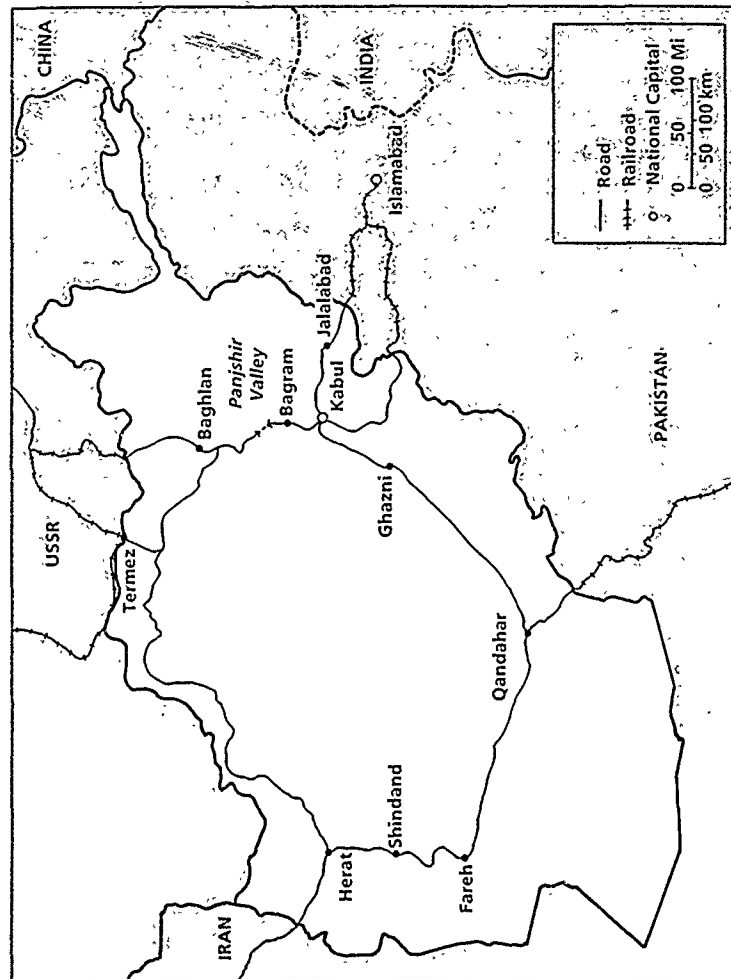 CHINA
USSR
Termez
Baghlan
Panjshir
Valley
Bagram
INDIA
IRAN
Herat
Kabul
Jalalabad
Islamabad
Shindand
Ghazni
Fareh
Qandahar
PAKISTAN
Road
Railroad
National Capital
0 50 100 Mi
0 50 100 km